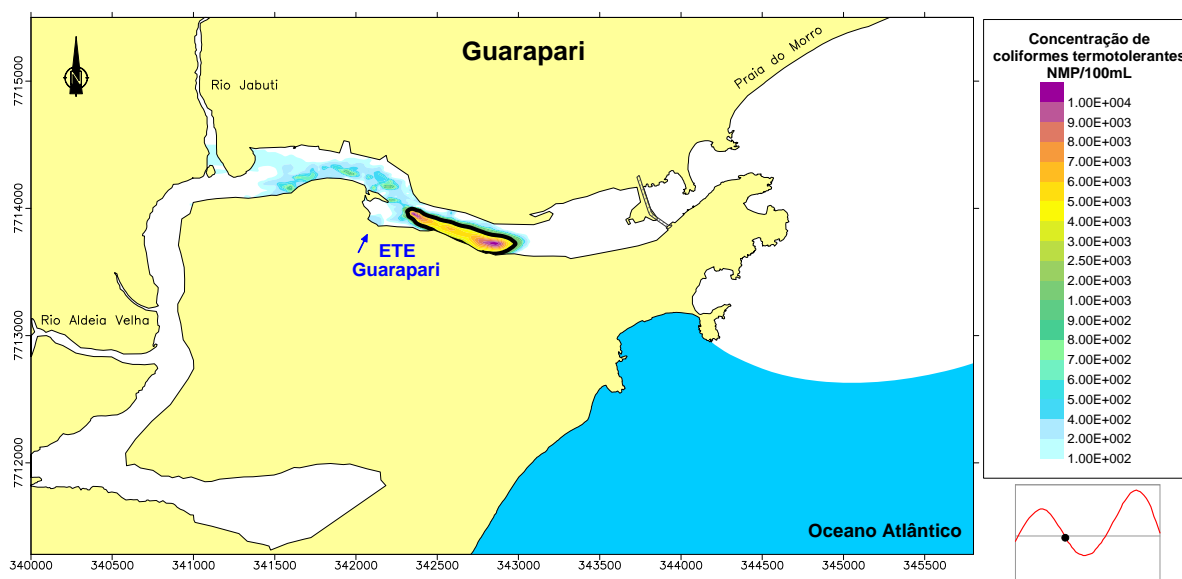 Guarapari
Praia do Morro
Rio Jabuti
N
ETE
Guarapari
Rio Aldeia Velha
Oceano Atlântico
7715000
7714000
7713000
7712000
340000
340500
341000
341500
342000
342500
343000
343500
344000
344500
345000
345500
Concentração de
coliformes termotolerantes
NMP/100mL
1.00E+004
9.00E+003
8.00E+003
7.00E+003
6.00E+003
5.00E+003
4.00E+003
3.00E+003
2.50E+003
2.00E+003
1.00E+003
9.00E+002
8.00E+002
7.00E+002
6.00E+002
5.00E+002
4.00E+002
2.00E+002
1.00E+002